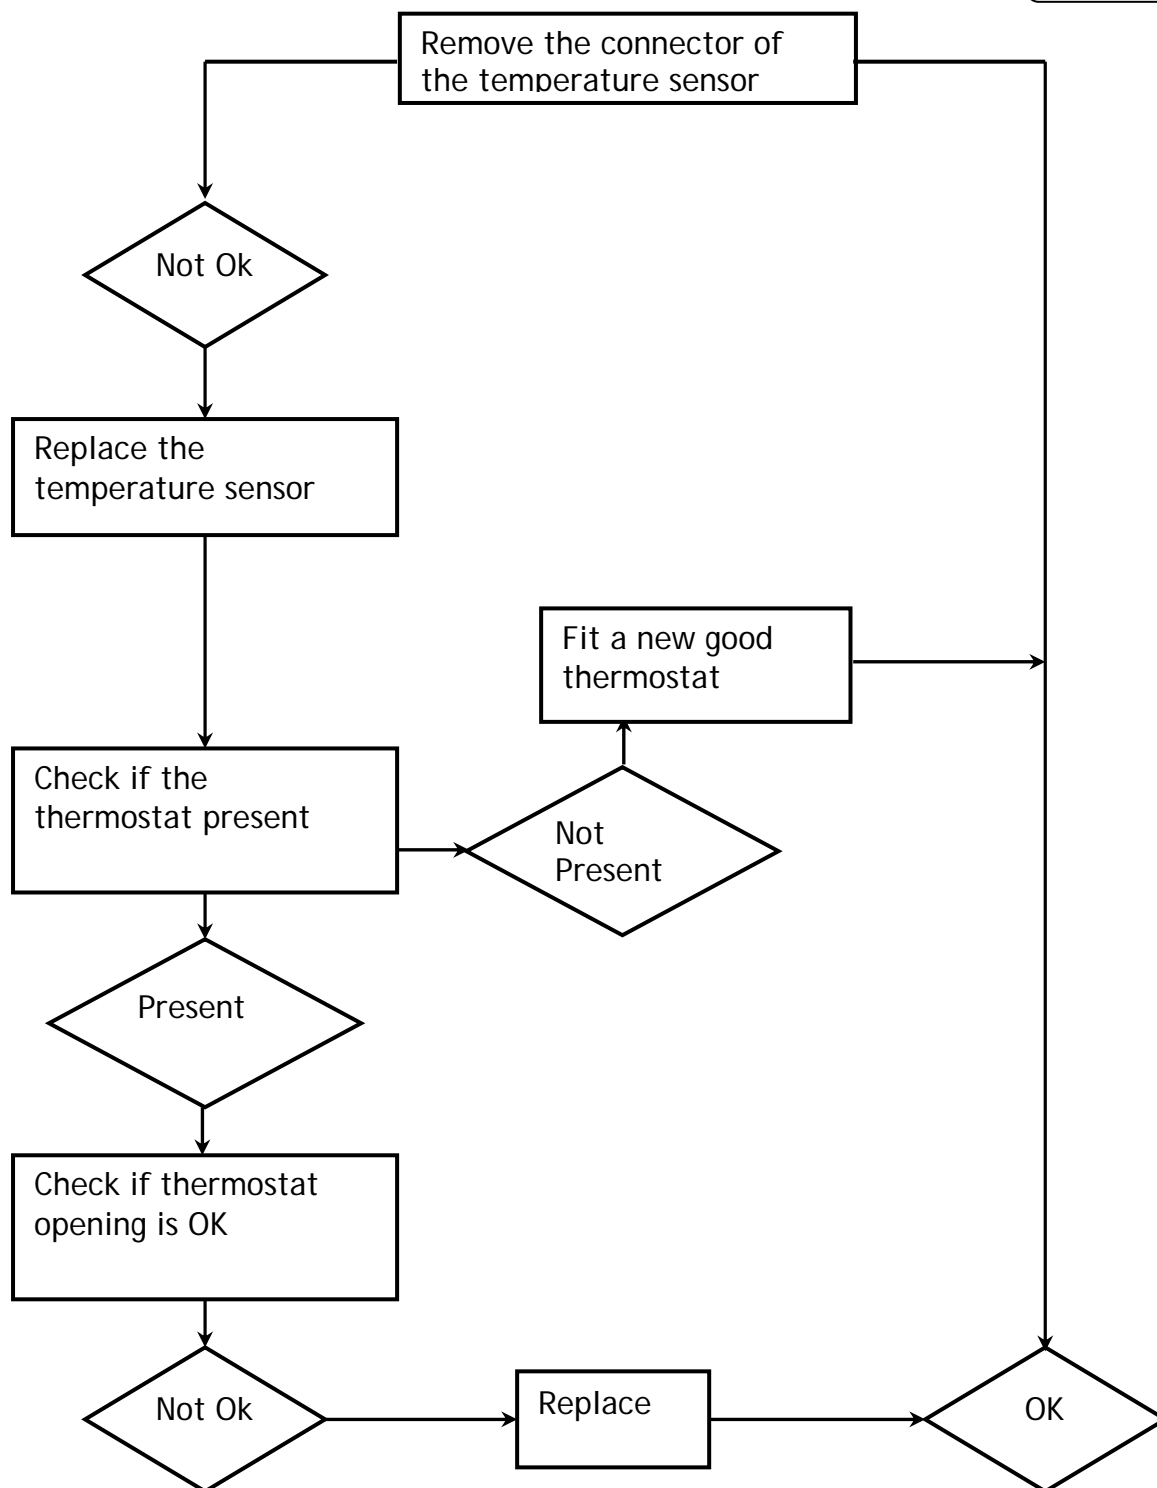 Remove the connector of
the temperature sensor
Not Ok
Replace the
temperature sensor
Fit a new good
thermostat
Check if the
thermostat present
Not
Present
Present
Check if thermostat
opening is OK
Not Ok
Replace
OK